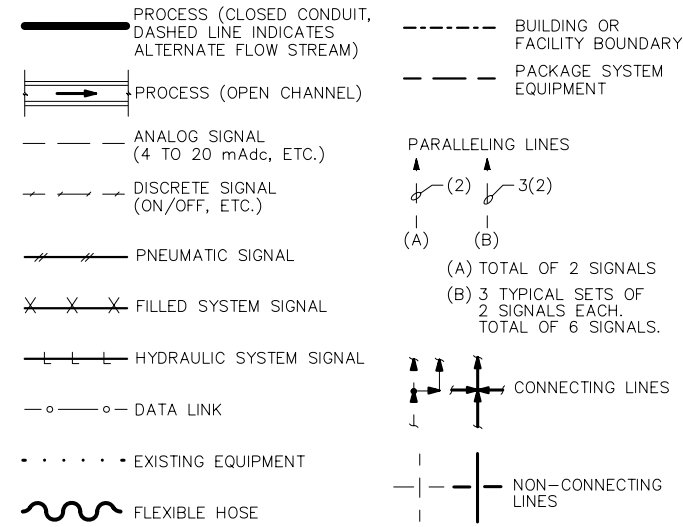 PROCESS (CLOSED CONDUIT,
DASHED LINE INDICATES
ALTERNATE FLOW STREAM)
PROCESS (OPEN CHANNEL)
ANALOG SIGNAL
(4 TO 20 mAdc, ETC.)
DISCRETE SIGNAL
(ON/OFF, ETC.)
PNEUMATIC SIGNAL
FILLED SYSTEM SIGNAL
HYDRAULIC SYSTEM SIGNAL
DATA LINK
EXISTING EQUIPMENT
FLEXIBLE HOSE
BUILDING OR
FACILITY BOUNDARY
PACKAGE SYSTEM
EQUIPMENT
PARALLELING LINES
(2) 3(2)
(A) (B)
(A) TOTAL OF 2 SIGNALS
(B) 3 TYPICAL SETS OF
2 SIGNALS EACH.
TOTAL OF 6 SIGNALS.
CONNECTING LINES
NON-CONNECTING
LINES